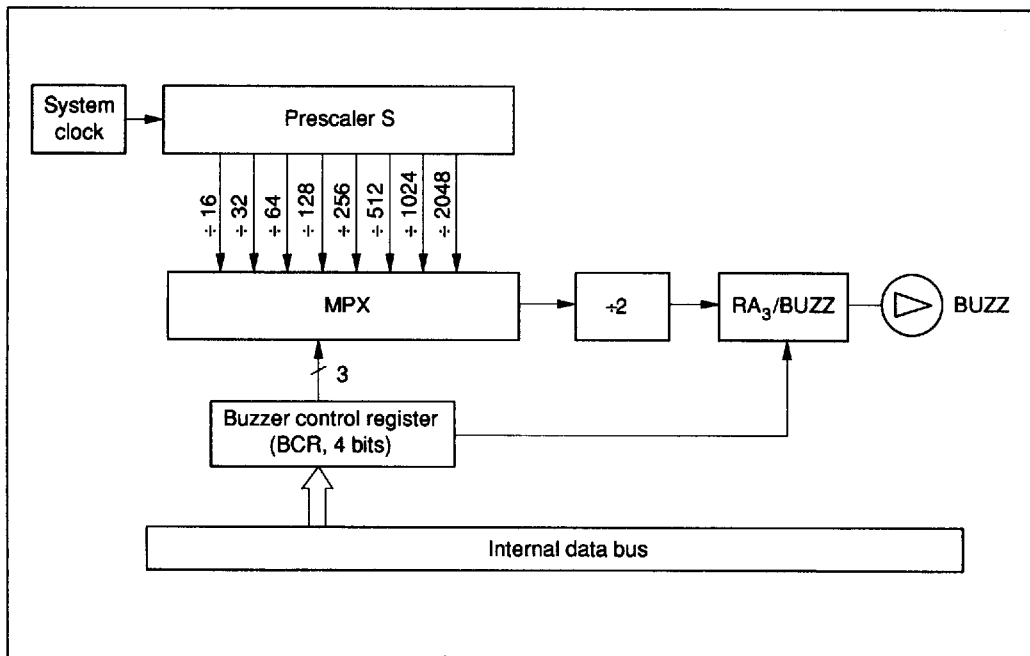 System
clock
Prescaler S
÷ 16
÷ 32
÷ 64
÷ 128
÷ 256
÷ 512
÷ 1024
÷ 2048
MPX
÷2
RA₃/BUZZ
BUZZ
3
Buzzer control register
(BCR, 4 bits)
Internal data bus